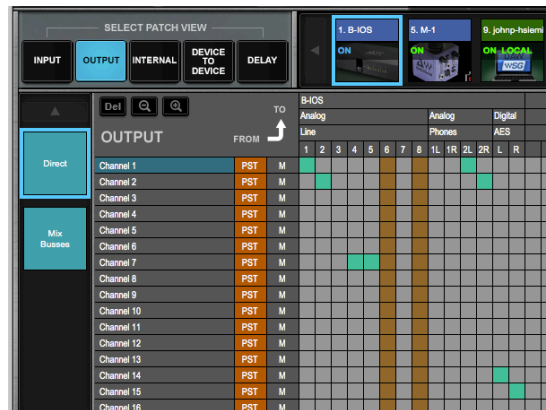 SELECT PATCH VIEW
INPUT
OUTPUT
INTERNAL
DEVICE
TO
DEVICE
DELAY
1. B-IOS
ON
5. M-1
ON
9. johnp-hsiemi
ON LOCAL
WSG
Del
OUTPUT
FROM
TO
B-IOS
Analog Analog Digital
Line Phones AES
1 2 3 4 5 6 7 8 1L 1R 2L 2R L R
Direct
Mix
Busses
Channel 1 PST M
Channel 2 PST M
Channel 3 PST M
Channel 4 PST M
Channel 5 PST M
Channel 6 PST M
Channel 7 PST M
Channel 8 PST M
Channel 9 PST M
Channel 10 PST M
Channel 11 PST M
Channel 12 PST M
Channel 13 PST M
Channel 14 PST M
Channel 15 PST M
Channel 16 PST M